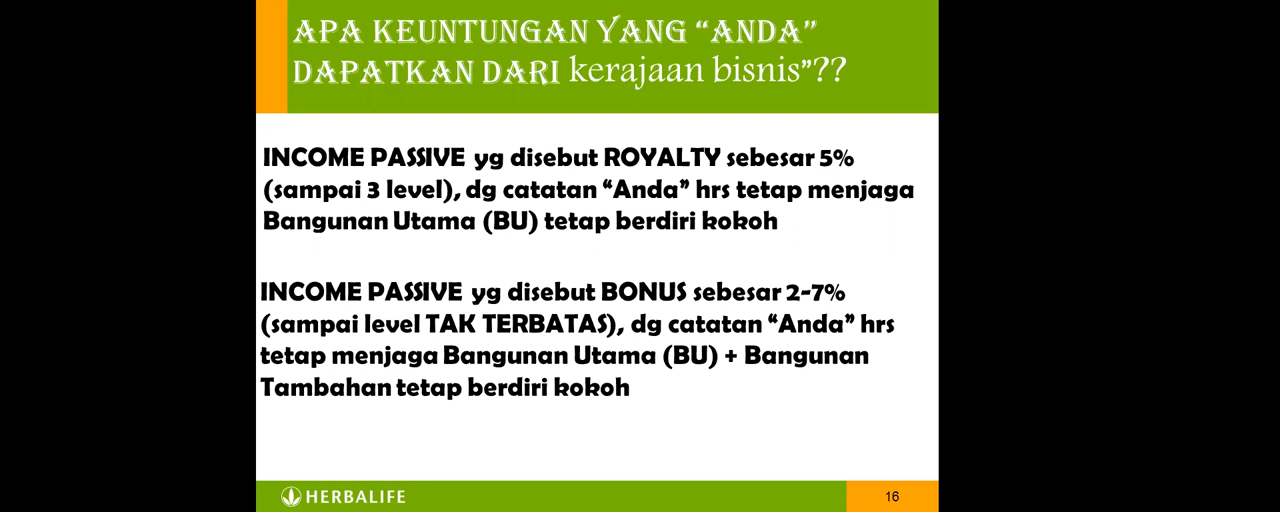 APA KEUNTUNGAN YANG “ANDA”
DAPATKAN DARI kerajaan bisnis”??
INCOME PASSIVE yg disebut ROYALTY sebesar 5%
(sampai 3 level), dg catatan “Anda” hrs tetap menjaga
Bangunan Utama (BU) tetap berdiri kokoh
INCOME PASSIVE yg disebut BONUS sebesar 2-7%
(sampai level TAK TERBATAS), dg catatan “Anda” hrs
tetap menjaga Bangunan Utama (BU) + Bangunan
Tambahan tetap berdiri kokoh
HERBALIFE
16